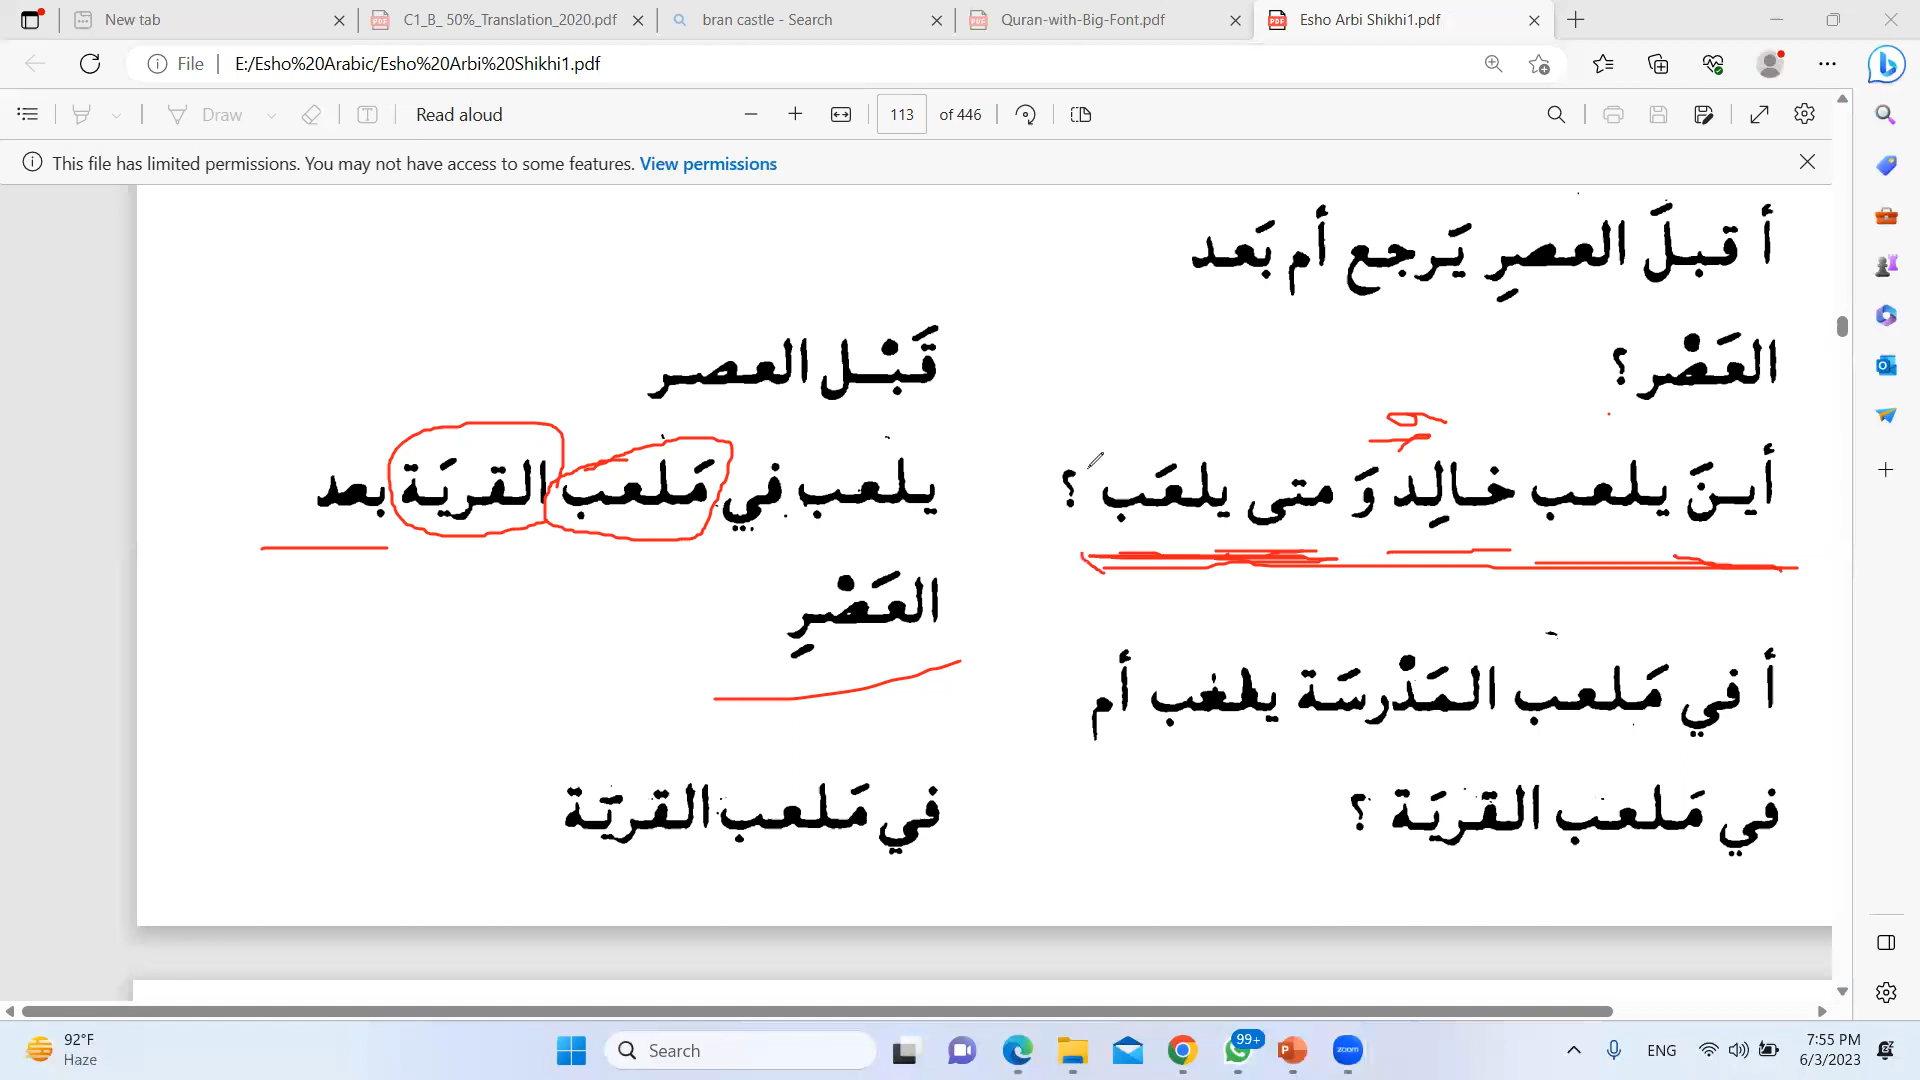 New tab
C1_B_ 50%_Translation_2020.pdf
bran castle - Search
Quran-with-Big-Font.pdf
Esho Arbi Shikhi1.pdf
File
E:/Esho%20Arabic/Esho%20Arbi%20Shikhi1.pdf
Draw
Read aloud
113 of 446
This file has limited permissions. You may not have access to some features. View permissions
أ قبلَ العصرِ يَرجع أم بَعد
العَصْر ؟
قَبْل العصر
أينَ يلعب خالِد وَ متى يلعَب ؟
يلعب في مَلعب القريَة بعد
العَصْرِ
أ في مَلعب المَدْرسَة يلعب أم
في مَلعب القريَة ؟
في مَلعب القريَة
92°F
Haze
Search
99+
zoom
ENG
7:55 PM
6/3/2023